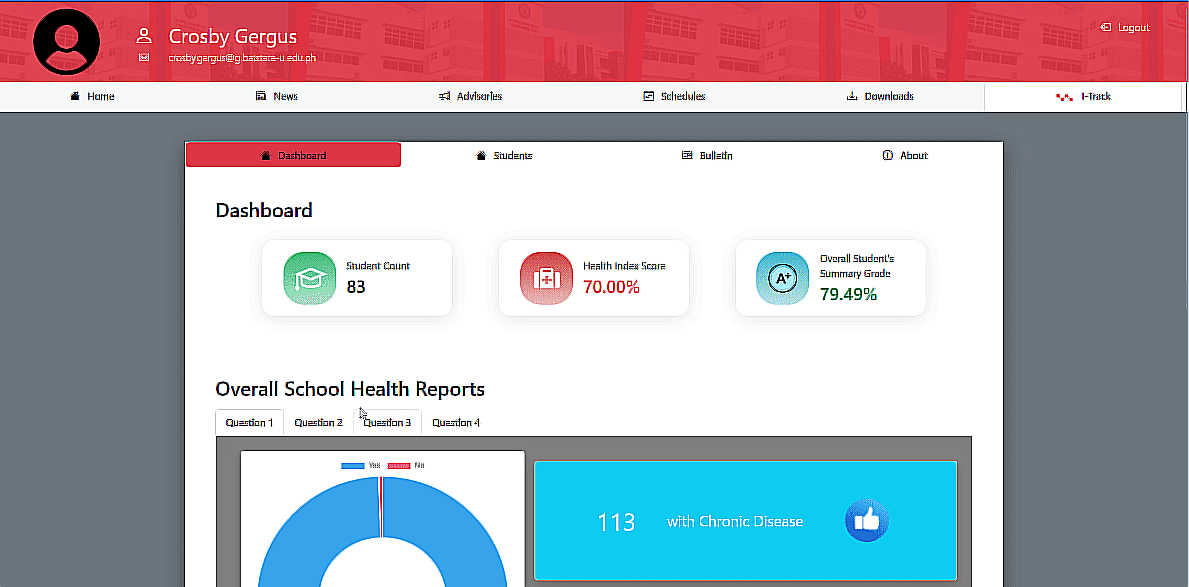 Crosby Gergus
Logout
crosbygergus@g.batstate-u.edu.ph
Home
News
Advisories
Schedules
Downloads
I-Track
Dashboard
Students
Bulletin
About
Dashboard
Student Count
83
Health Index Score
70.00%
Overall Student's
Summary Grade
79.49%
A+
Overall School Health Reports
Question 1
Question 2
Question 3
Question 4
Yes
No
113
with Chronic Disease